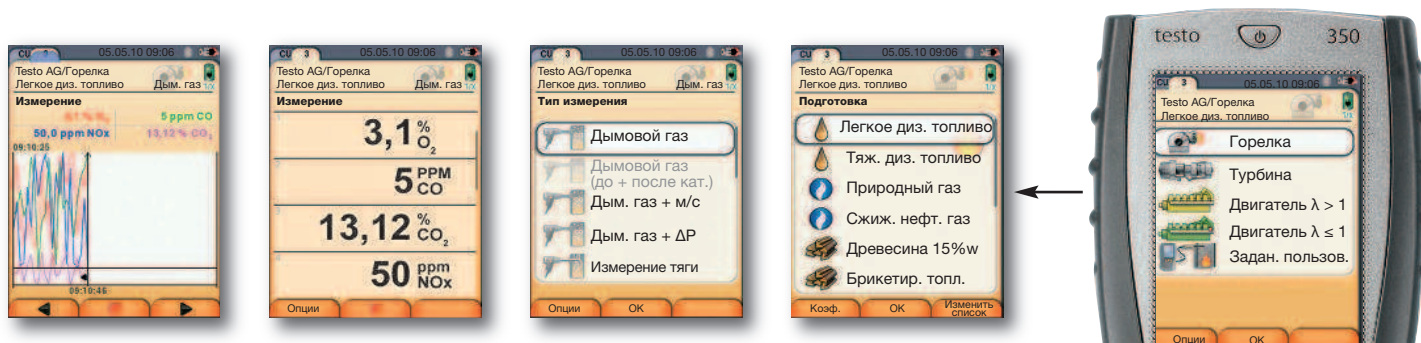 CU 3 05.05.10 09:06
Testo AG/Горелка
Легкое диз. топливо Дым. газ 1/x
Измерение
5 ppm CO
50,0 ppm NOx 13,12 % CO2
09:10:25
09:10:46
CU 3 05.05.10 09:06
Testo AG/Горелка
Легкое диз. топливо Дым. газ 1/x
Измерение
3,1 % O2
5 PPM CO
13,12 % CO2
50 ppm NOx
Опции
CU 3 05.05.10 09:06
Testo AG/Горелка
Легкое диз. топливо Дым. газ 1/x
Тип измерения
Дымовой газ
Дымовой газ
(до + после кат.)
Дым. газ + м/с
Дым. газ + ΔP
Измерение тяги
Опции OK
CU 3 05.05.10 09:06
Testo AG/Горелка
Легкое диз. топливо 1/x
Подготовка
Легкое диз. топливо
Тяж. диз. топливо
Природный газ
Сжиж. нефт. газ
Древесина 15%w
Брикетир. топл.
Коэф. OK Изменить
список
testo 350
CU 3 05.05.10 09:06
Testo AG/Горелка
Легкое диз. топливо 1/x
Горелка
Турбина
Двигатель λ > 1
Двигатель λ ≤ 1
Задан. пользов.
Опции OK